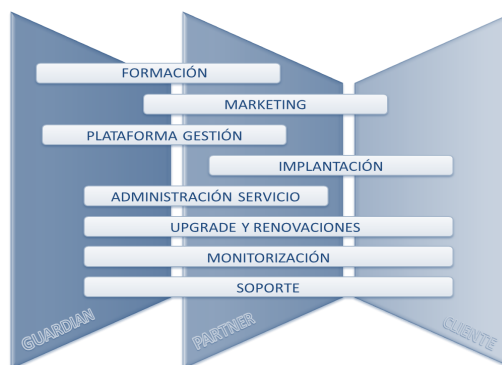 FORMACIÓN
MARKETING
PLATAFORMA GESTIÓN
IMPLANTACIÓN
ADMINISTRACIÓN SERVICIO
UPGRADE Y RENOVACIONES
MONITORIZACIÓN
SOPORTE
GUARDIAN
PARTNER
CLIENTE